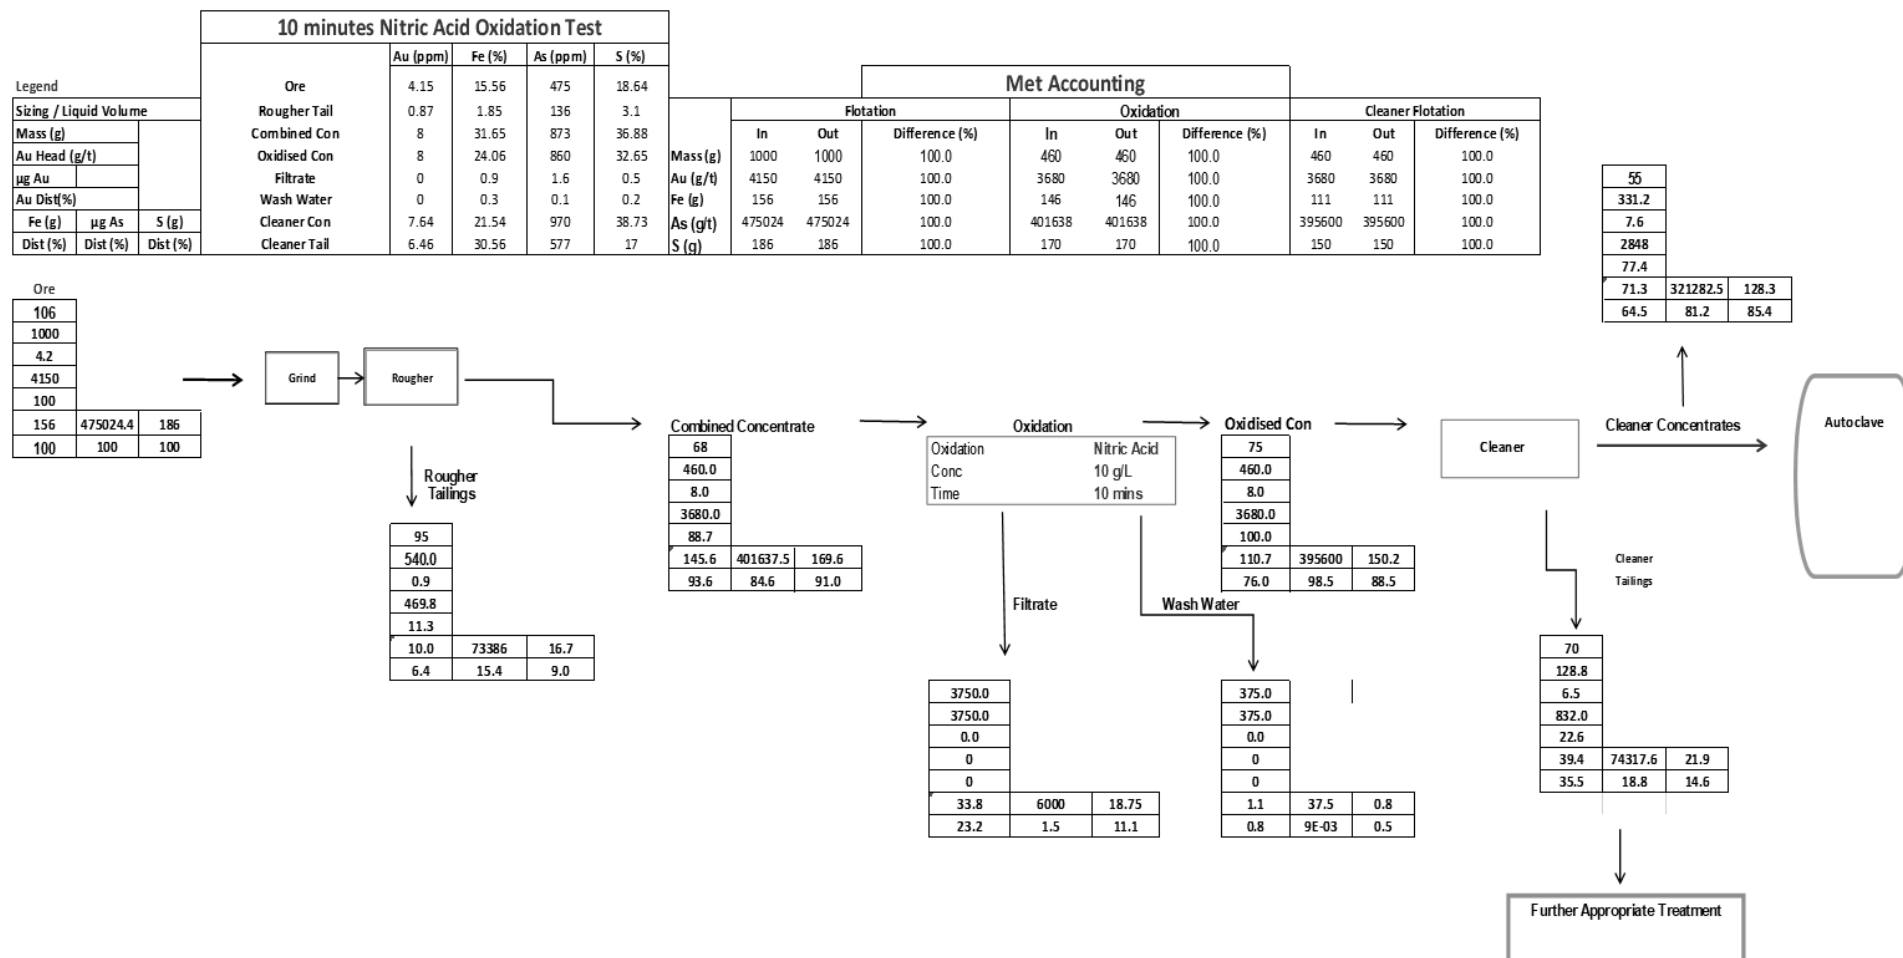 10 minutes Nitric Acid Oxidation Test
Au (ppm) Fe (%) As (ppm) S (%)
Ore 4.15 15.56 475 18.64
Rougher Tail 0.87 1.85 136 3.1
Combined Con 8 31.65 873 36.88
Oxidised Con 8 24.06 860 32.65
Filtrate 0 0.9 1.6 0.5
Wash Water 0 0.3 0.1 0.2
Cleaner Con 7.64 21.54 970 38.73
Cleaner Tail 6.46 30.56 577 17
Legend
Sizing / Liquid Volume
Mass (g)
Au Head (g/t)
µg Au
Au Dist(%)
Fe (g) µg As S (g)
Dist (%) Dist (%) Dist (%)
Met Accounting
Flotation Oxidation Cleaner Flotation
In Out Difference (%) In Out Difference (%) In Out Difference (%)
Mass (g) 1000 1000 100.0 460 460 100.0 460 460 100.0
Au (g/t) 4150 4150 100.0 3680 3680 100.0 3680 3680 100.0
Fe (g) 156 156 100.0 146 146 100.0 111 111 100.0
As (g/t) 475024 475024 100.0 401638 401638 100.0 395600 395600 100.0
S (g) 186 186 100.0 170 170 100.0 150 150 100.0
55
331.2
7.6
2848
77.4
71.3 321282.5 128.3
64.5 81.2 85.4
Ore
106
1000
4.2
4150
100
156 475024.4 186
100 100 100
Grind
Rougher
Rougher
Tailings
95
540.0
0.9
469.8
11.3
10.0 73386 16.7
6.4 15.4 9.0
Combined Concentrate
68
460.0
8.0
3680.0
88.7
145.6 401637.5 169.6
93.6 84.6 91.0
Oxidation
Oxidation Nitric Acid
Conc 10 g/L
Time 10 mins
Filtrate
3750.0
3750.0
0.0
0
0
33.8 6000 18.75
23.2 1.5 11.1
Wash Water
375.0
375.0
0.0
0
0
1.1 37.5 0.8
0.8 9E-03 0.5
Oxidised Con
75
460.0
8.0
3680.0
100.0
110.7 395600 150.2
76.0 98.5 88.5
Cleaner
Cleaner Concentrates
Autoclave
Cleaner
Tailings
70
128.8
6.5
832.0
22.6
39.4 74317.6 21.9
35.5 18.8 14.6
Further Appropriate Treatment